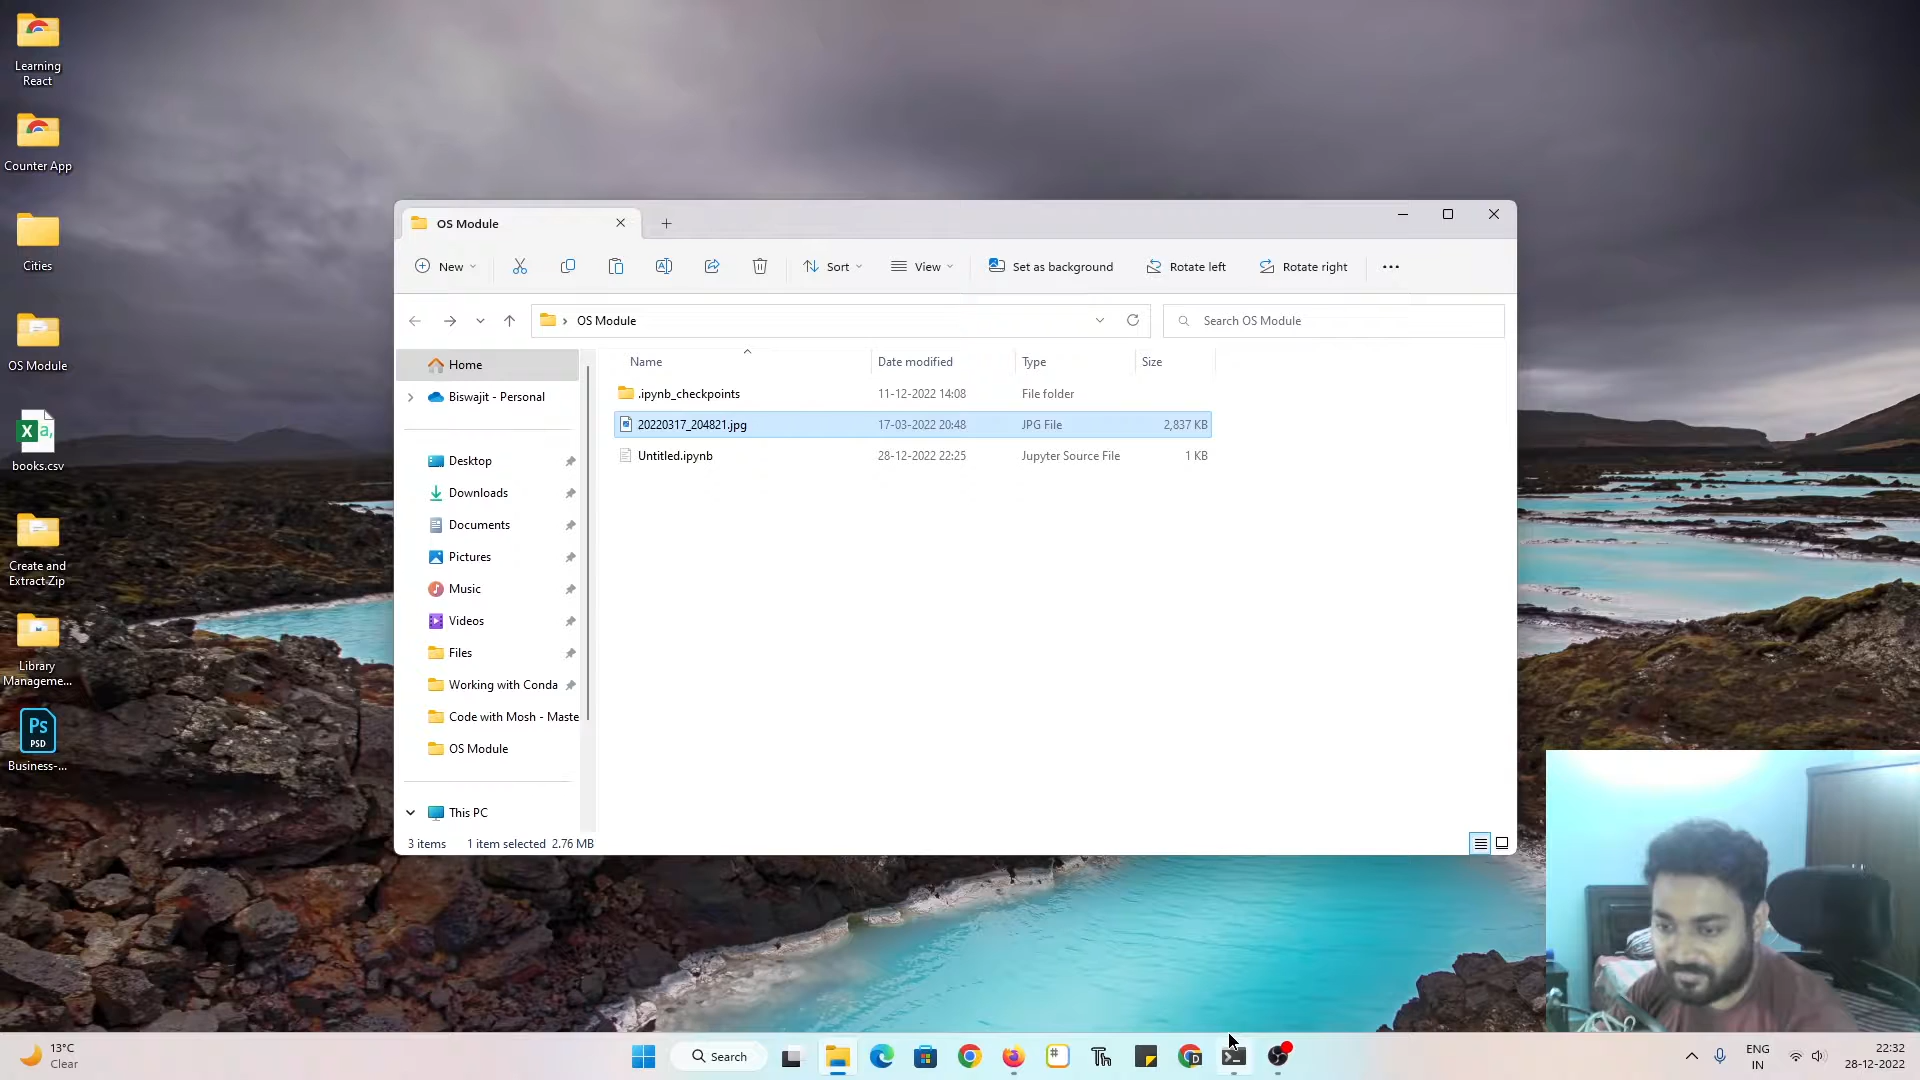 Learning
React
Counter App
Cities
OS Module
books.csv
Create and
Extract Zip
Library
Manageme...
Business-...
PSD
Ps
OS Module
New
Sort
View
Set as background
Rotate left
Rotate right
OS Module
Search OS Module
Home
Biswajit - Personal
Desktop
Downloads
Documents
Pictures
Music
Videos
Files
Working with Conda
Code with Mosh - Maste
OS Module
This PC
Name Date modified Type Size
.ipynb_checkpoints 11-12-2022 14:08 File folder
20220317_204821.jpg 17-03-2022 20:48 JPG File 2,837 KB
Untitled.ipynb 28-12-2022 22:25 Jupyter Source File 1 KB
3 items 1 item selected 2.76 MB
13°C
Clear
Search
ENG
IN
22:32
28-12-2022